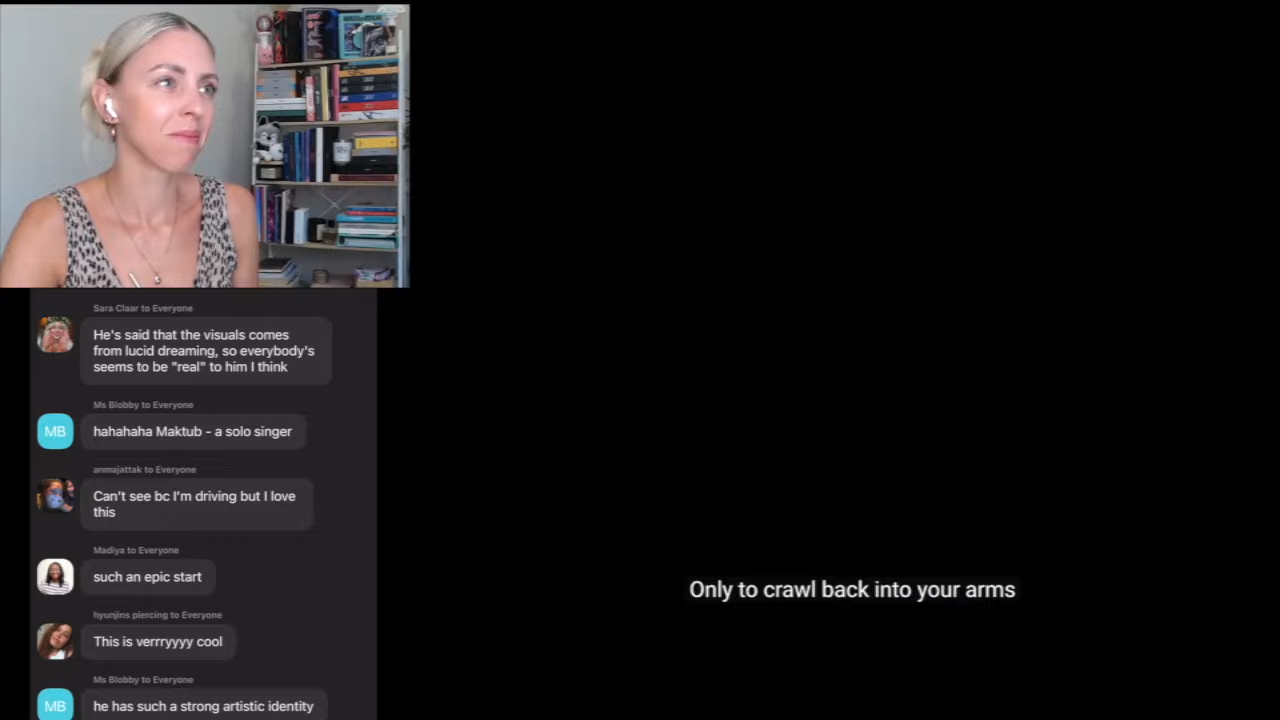 Sara Claar to Everyone
He's said that the visuals comes
from lucid dreaming, so everybody's
seems to be "real" to him I think
Ms Blobby to Everyone
MB
hahahaha Maktub - a solo singer
anmajattak to Everyone
Can't see bc I'm driving but I love
this
Madiya to Everyone
such an epic start
hyunjins piercing to Everyone
This is verrryyyy cool
Ms Blobby to Everyone
MB
he has such a strong artistic identity
Only to crawl back into your arms